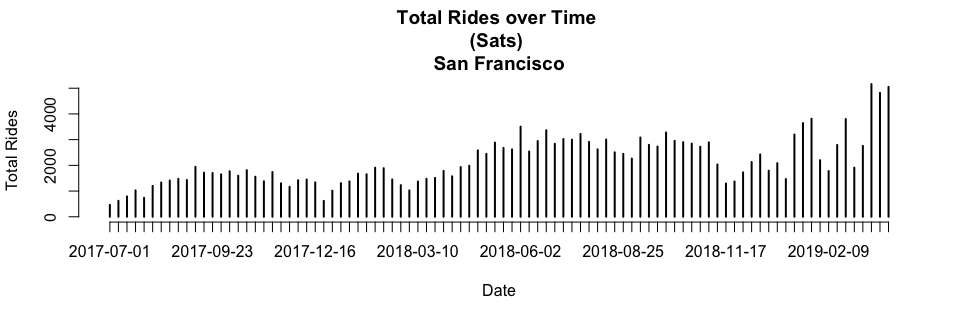 Total Rides over Time
(Sats)
San Francisco
Total Rides
4000
2000
0
2017-07-01 2017-09-23 2017-12-16 2018-03-10 2018-06-02 2018-08-25 2018-11-17 2019-02-09
Date